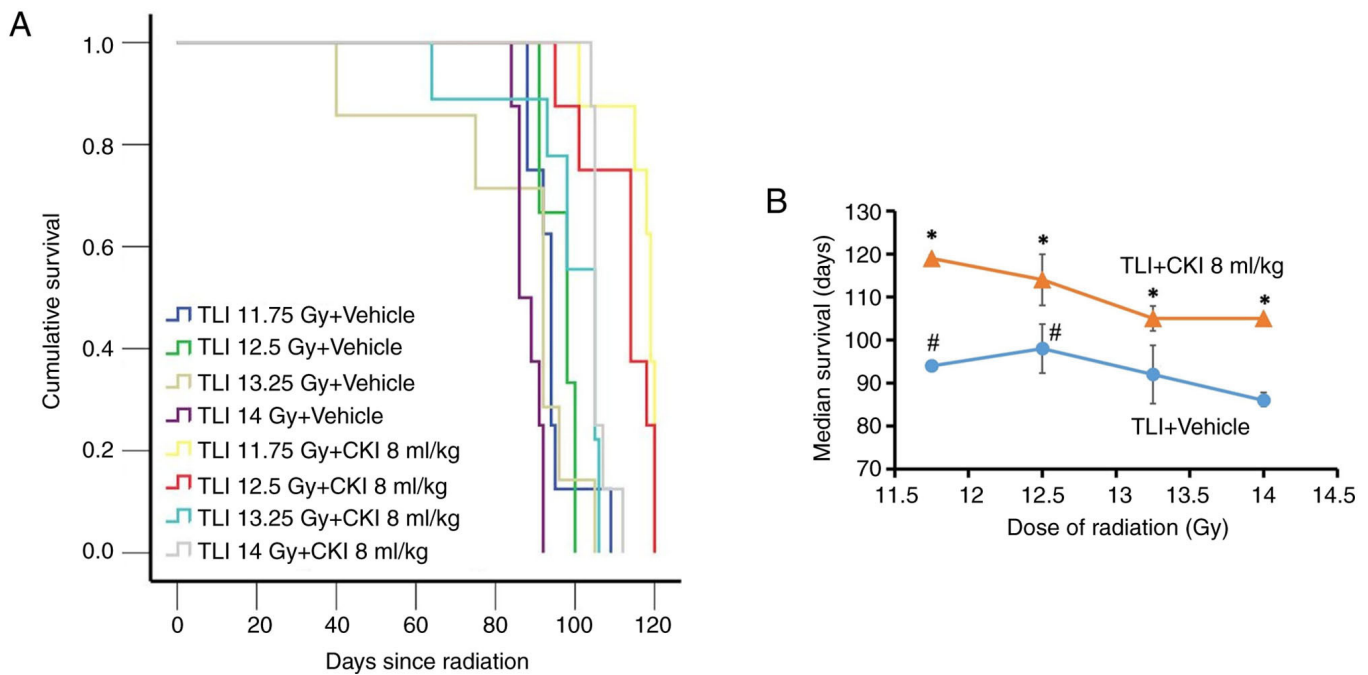 A
Cumulative survival
1.0
0.8
0.6
0.4
0.2
0.0
TLI 11.75 Gy+Vehicle
TLI 12.5 Gy+Vehicle
TLI 13.25 Gy+Vehicle
TLI 14 Gy+Vehicle
TLI 11.75 Gy+CKI 8 ml/kg
TLI 12.5 Gy+CKI 8 ml/kg
TLI 13.25 Gy+CKI 8 ml/kg
TLI 14 Gy+CKI 8 ml/kg
0 20 40 60 80 100 120
Days since radiation
B
Median survival (days)
130
120
110
100
90
80
70
* * * *
TLI+CKI 8 ml/kg
# #
TLI+Vehicle
11.5 12 12.5 13 13.5 14 14.5
Dose of radiation (Gy)